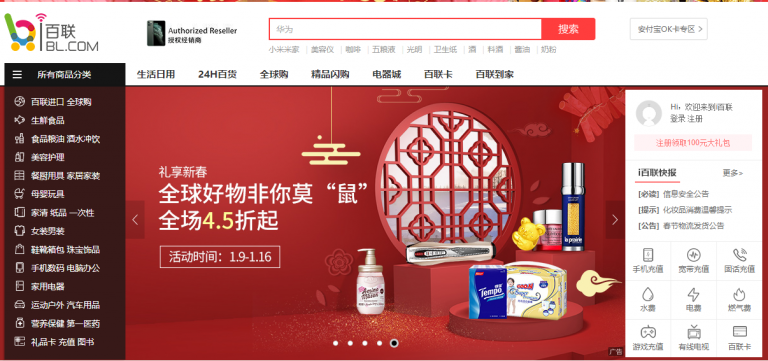 i百联
BL.COM
Authorized Reseller
授权经销商
华为
搜索
安付宝OK卡专区 >
小米米家 美容仪 咖啡 五粮液 光明 卫生纸 酒 料酒 酱油 奶粉
所有商品分类
生活日用 24H百货 全球购 精品闪购 电器城 百联卡 百联到家
百联进口 全球购
生鲜食品
食品粮油 酒水冲饮
美容护理
餐厨用具 家居家装
母婴玩具
家清 纸品 一次性
女装男装
鞋靴箱包 珠宝饰品
手机数码 电脑办公
家用电器
运动户外 汽车用品
营养保健 第一医药
礼品卡 充值 图书
礼享新春
全球好物非你莫“鼠”
全场4.5折起
活动时间：1.9-1.16
la prairie
Amino Mason
Tempo
广告
Hi，欢迎来到i百联
登录 注册
注册领取100元大礼包
i百联快报
更多>
[必读] 信息安全公告
[提示] 化妆品消费温馨提示
[公告] 春节物流发货公告
手机充值 宽带充值 固话充值
水费 电费 燃气费
游戏充值 有线电视 百联卡